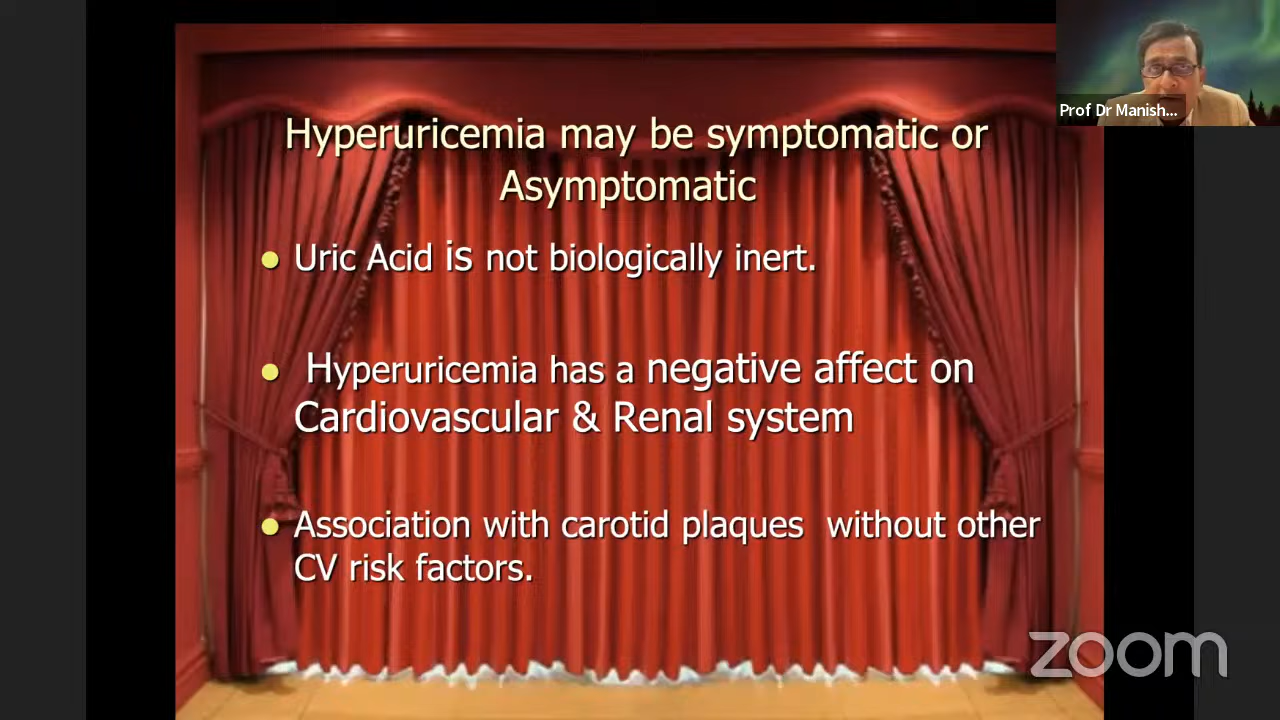 Hyperuricemia may be symptomatic or
Asymptomatic
Uric Acid is not biologically inert.
Hyperuricemia has a negative affect on
Cardiovascular & Renal system
Association with carotid plaques without other
CV risk factors.
Prof Dr Manish...
zoom